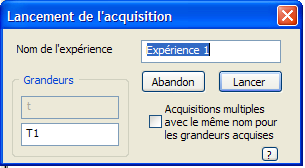 Lancement de l'acquisition
Nom de l'expérience
Expérience 1
Grandeurs
Abandon
Lancer
t
T1
Acquisitions multiples
avec le même nom pour
les grandeurs acquises
?